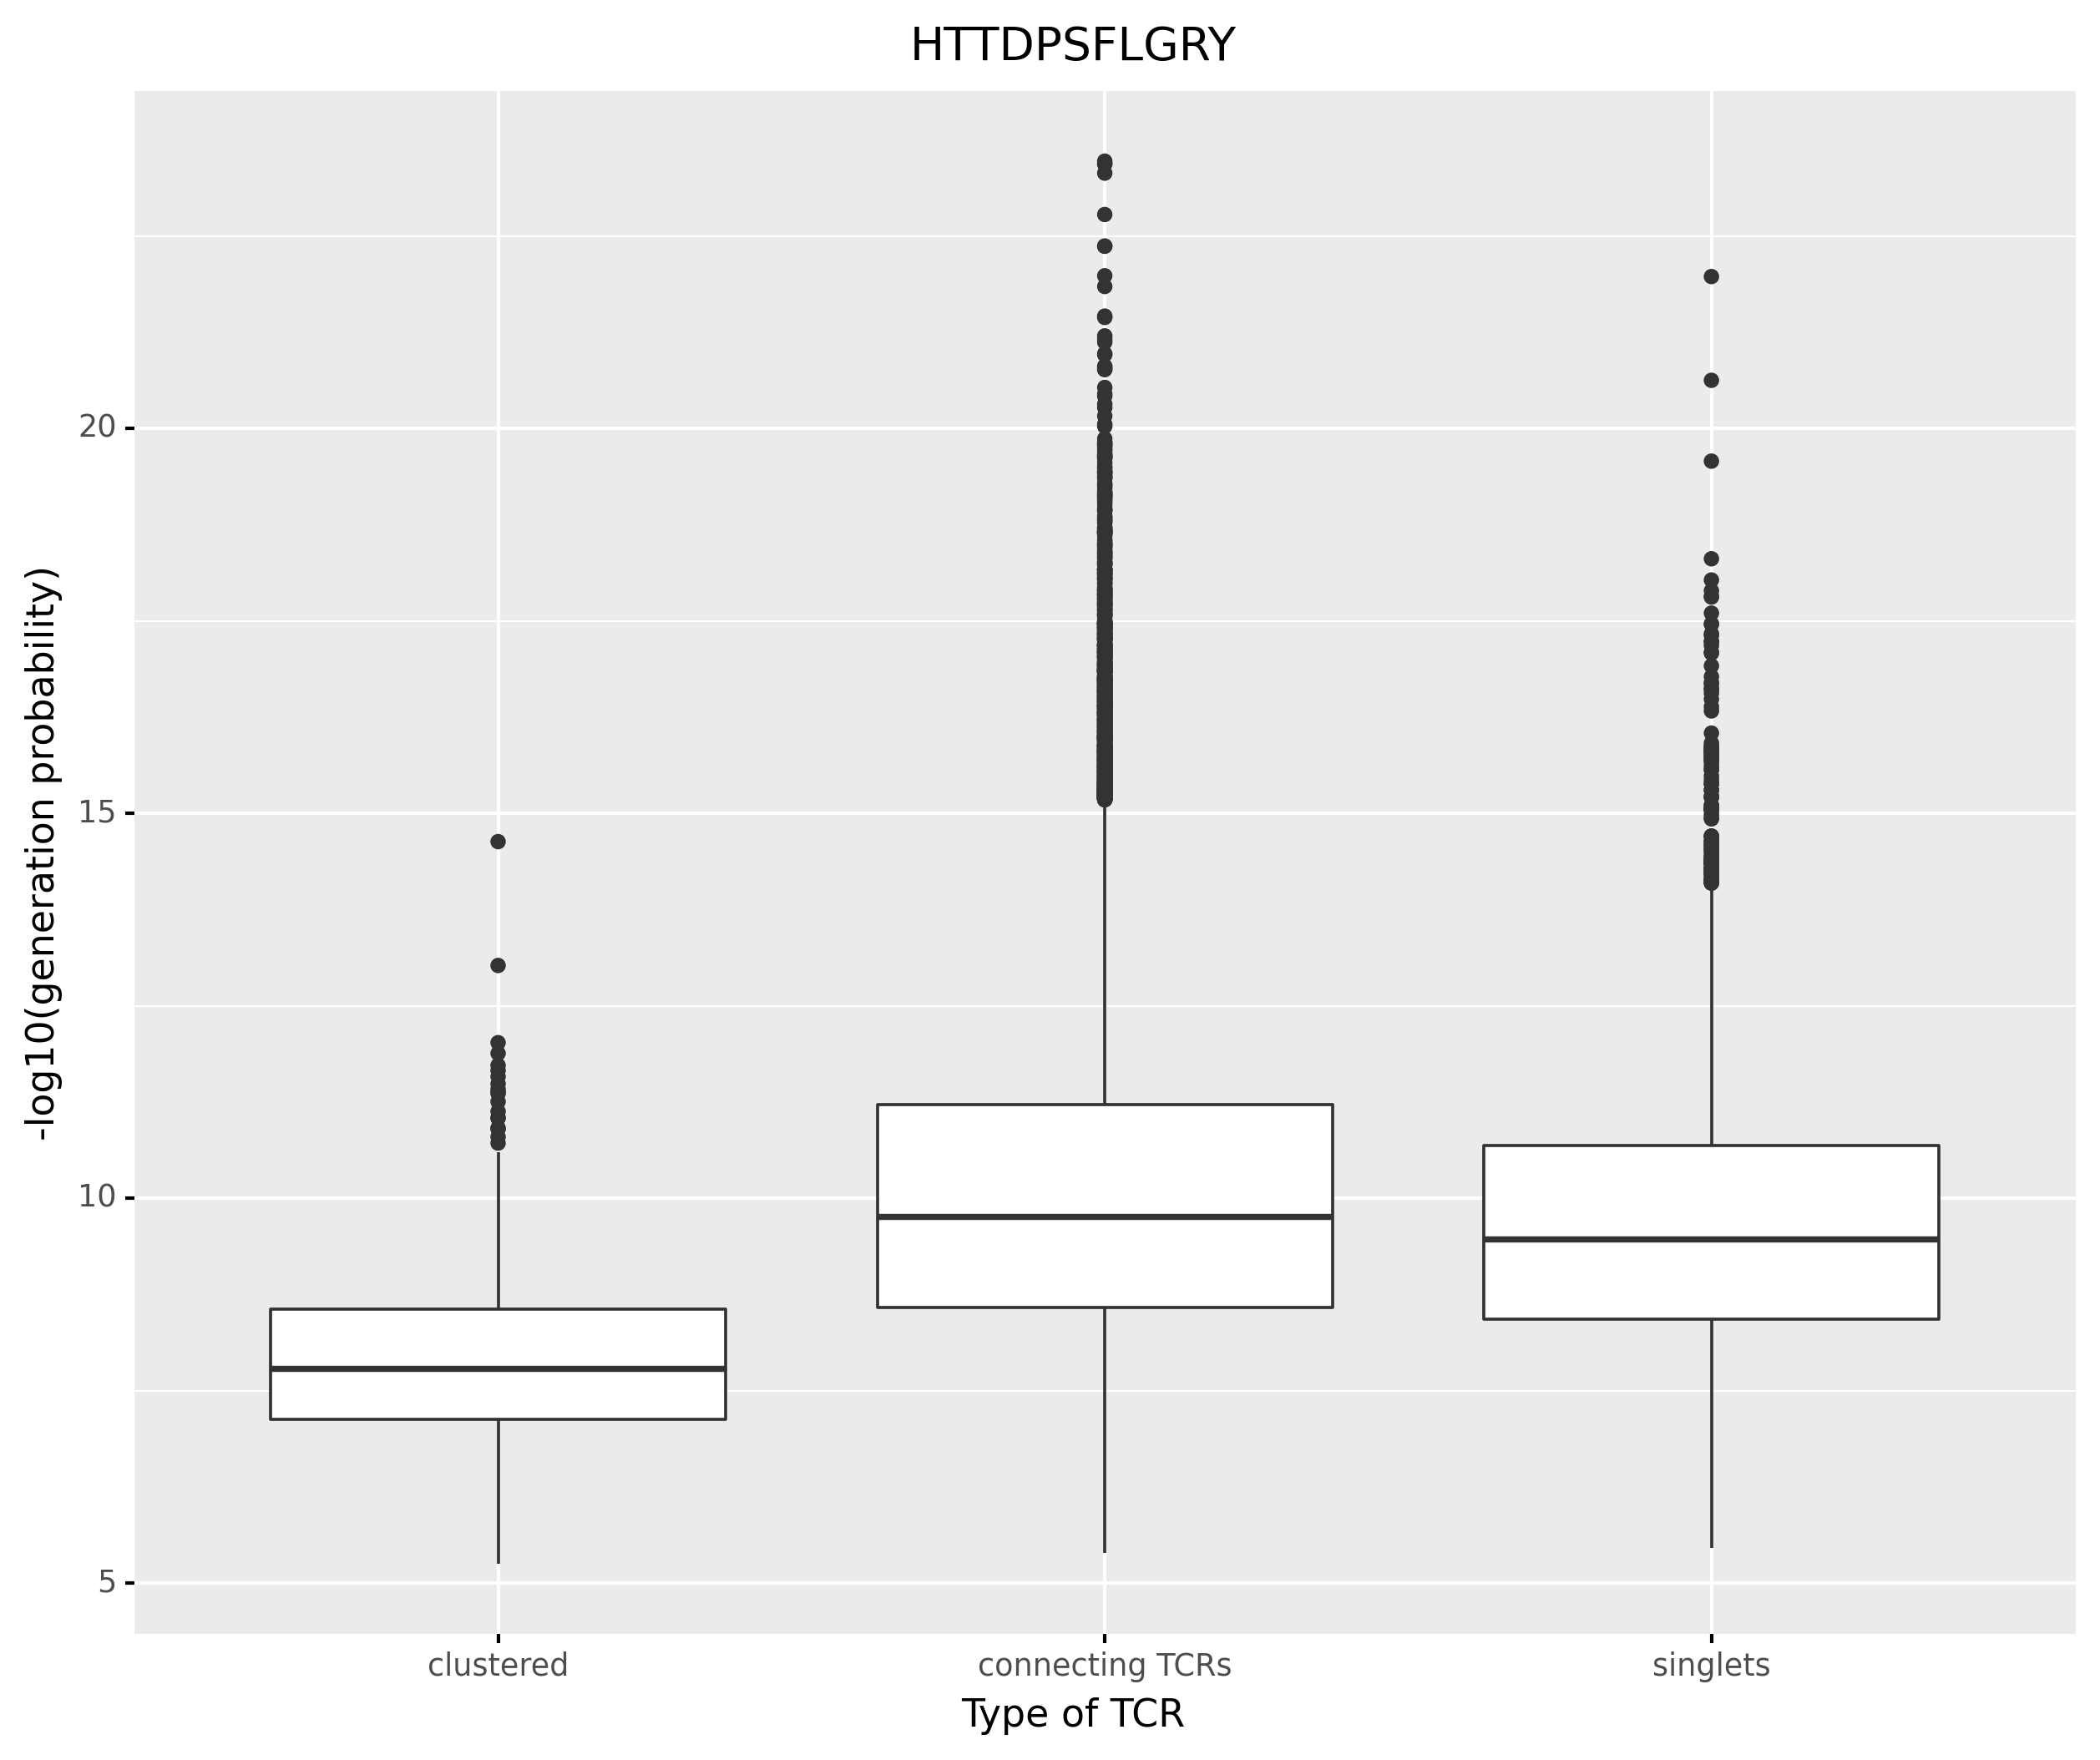 HTTDPSFLGRY
-log10(generation probability)
20
15
10
5
clustered
connecting TCRs
singlets
Type of TCR